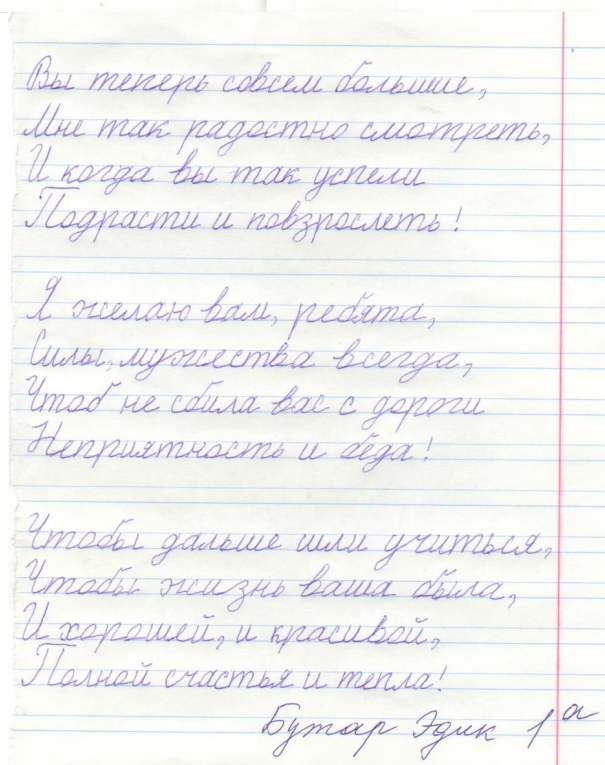 Вы теперь совсем большие,
Мне так радостно смотреть,
И когда вы так успели
Подрасти и повзрослеть!
Я желаю вам, ребята,
Силы, мужества всегда,
Чтоб не сбила вас с дороги
Неприятность и беда!
Чтобы дальше шли учиться,
Чтобы жизнь ваша была,
И хорошей, и красивой,
Полной счастья и тепла!
Бутар Эдик 1а